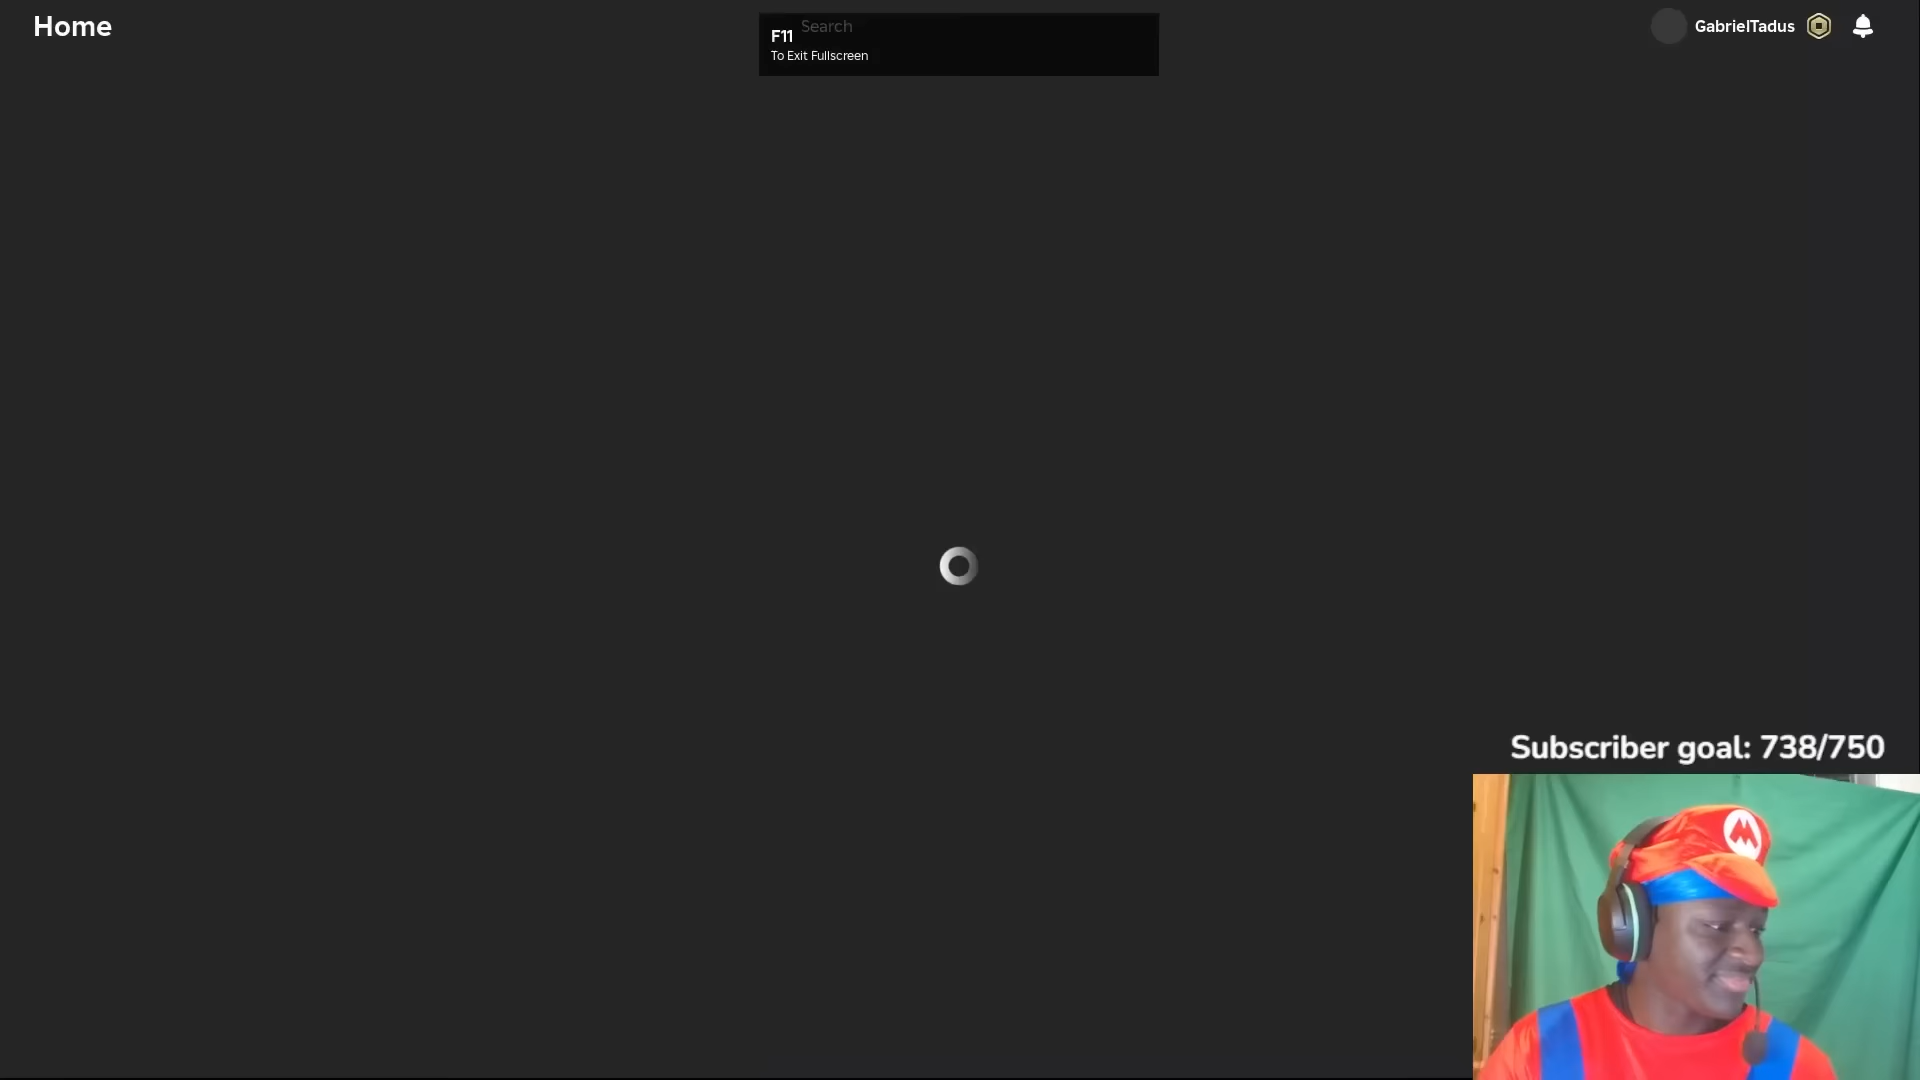 Home
Search
F11
To Exit Fullscreen
GabrielTadus
Subscriber goal: 738/750
M